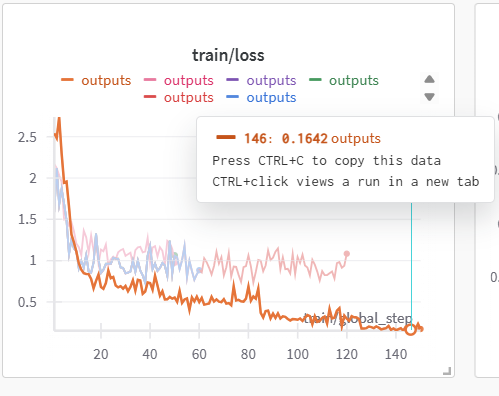 train/loss
outputs outputs outputs outputs
outputs outputs
146: 0.1642 outputs
Press CTRL+C to copy this data
CTRL+click views a run in a new tab
2.5
2
1.5
1
0.5
train/global_step
20 40 60 80 100 120 140